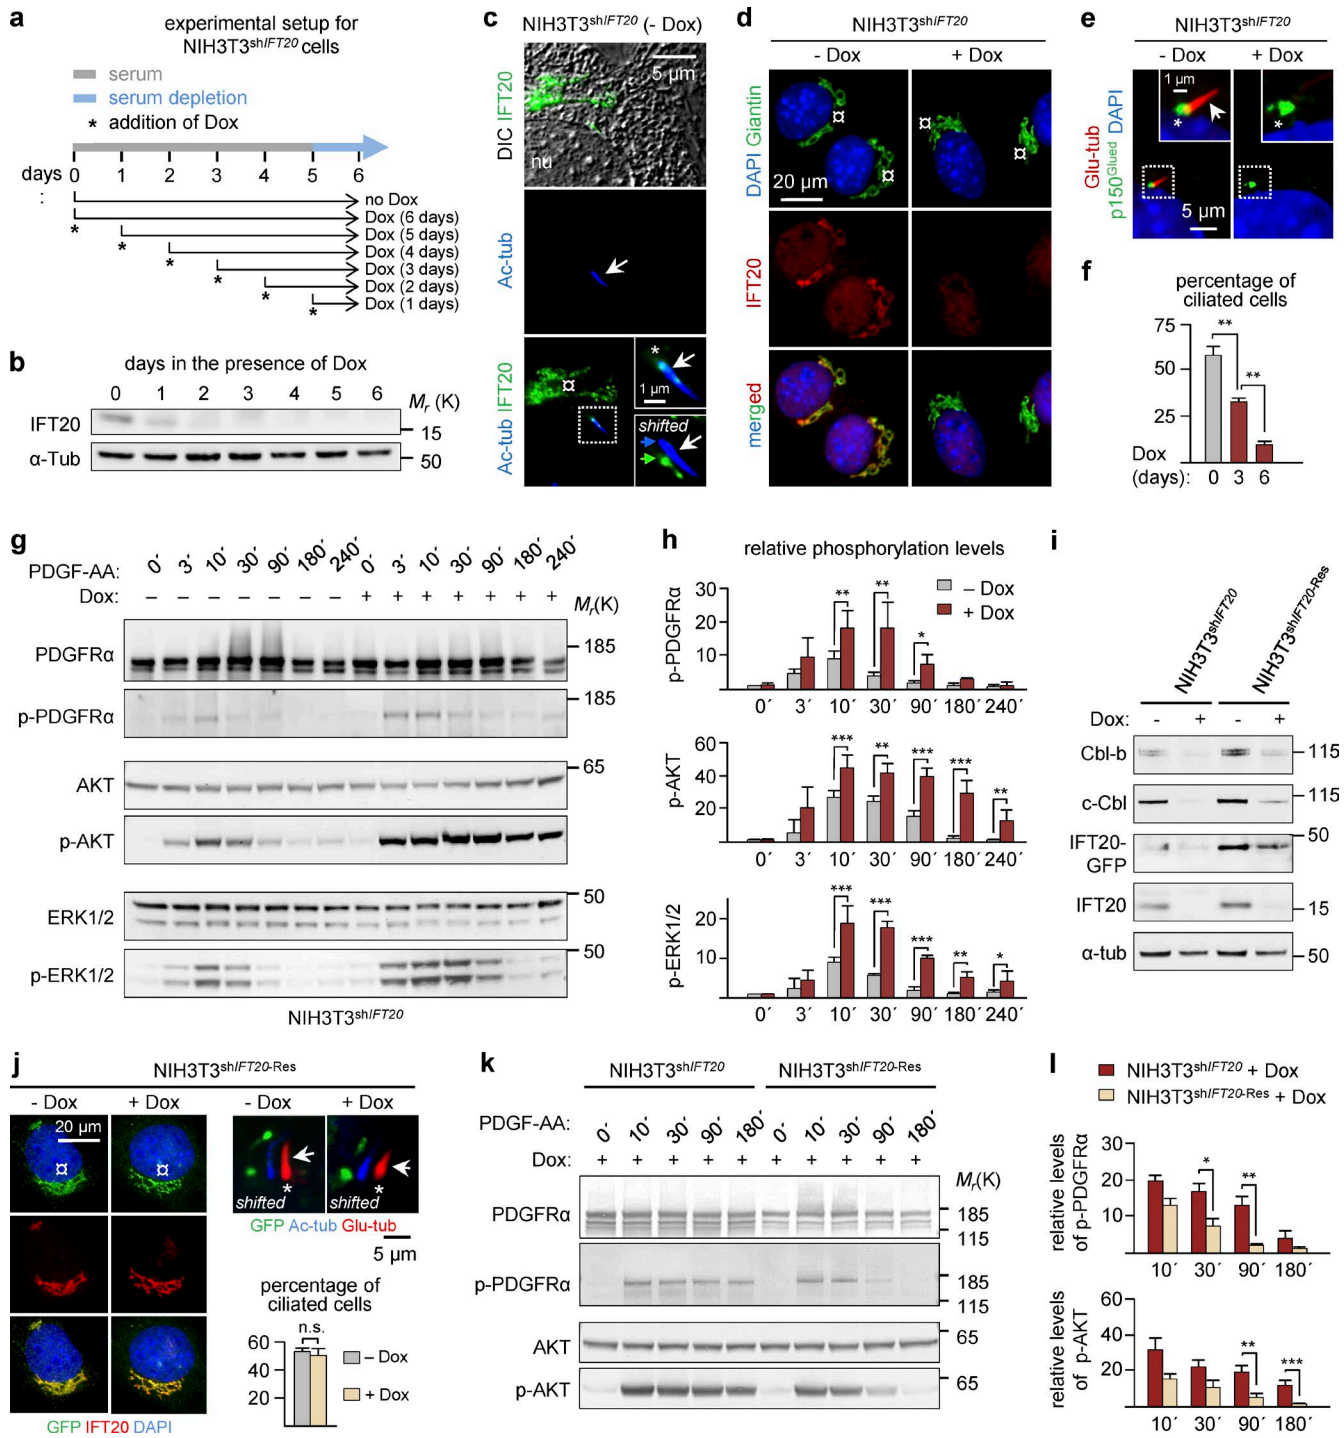 a
experimental setup for
NIH3T3shIFT20 cells
serum
serum depletion
* addition of Dox
days 0 1 2 3 4 5 6
:
no Dox
Dox (6 days)
*
Dox (5 days)
*
Dox (4 days)
*
Dox (3 days)
*
Dox (2 days)
*
Dox (1 days)
*
b
days in the presence of Dox
0 1 2 3 4 5 6 Mr (K)
IFT20
15
α-Tub
50
c
NIH3T3shIFT20 (- Dox)
DIC IFT20
5 μm
nu
Ac-tub
Ac-tub IFT20
¤
*
1 μm
shifted
d
NIH3T3shIFT20
- Dox + Dox
DAPI Giantin
¤ ¤
¤ ¤
20 μm
IFT20
merged
e
NIH3T3shIFT20
- Dox + Dox
Glu-tub
p150Glued DAPI
1 μm
* *
5 μm
f
percentage of
ciliated cells
75
50
25
** **
Dox
(days): 0 3 6
g
PDGF-AA: 0´ 3´ 10´ 30´ 90´ 180´ 240´ 0´ 3´ 10´ 30´ 90´ 180´ 240´
Dox: – – – – – – – + + + + + + +
Mr(K)
PDGFRα
185
p-PDGFRα
185
AKT
65
p-AKT
ERK1/2
50
p-ERK1/2
50
NIH3T3shIFT20
h
relative phosphorylation levels
– Dox
+ Dox
p-PDGFRα
30
20
10
** ** *
0´ 3´ 10´ 30´ 90´ 180´ 240´
p-AKT
60
40
20
*** ** *** *** **
0´ 3´ 10´ 30´ 90´ 180´ 240´
p-ERK1/2
20
10
*** *** *** ** *
0´ 3´ 10´ 30´ 90´ 180´ 240´
i
NIH3T3shIFT20
NIH3T3shIFT20-Res
Dox: - + - +
Cbl-b
115
c-Cbl
115
IFT20-
GFP
50
IFT20
15
α-tub
50
j
NIH3T3shIFT20-Res
- Dox + Dox
20 μm
¤ ¤
GFP IFT20 DAPI
- Dox + Dox
* *
shifted shifted
GFP Ac-tub Glu-tub
5 μm
percentage of
ciliated cells
60
40
20
n.s.
– Dox
+ Dox
k
NIH3T3shIFT20 NIH3T3shIFT20-Res
PDGF-AA: 0´ 10´ 30´ 90´ 180´ 0´ 10´ 30´ 90´ 180´
Dox: + + + + + + + + + +
Mr(K)
PDGFRα
185
115
p-PDGFRα
185
115
AKT
65
p-AKT
65
l
NIH3T3shIFT20 + Dox
NIH3T3shIFT20-Res + Dox
relative levels
of p-PDGFRα
30
20
10
* **
10´ 30´ 90´ 180´
relative levels
of p-AKT
60
40
20
** ***
10´ 30´ 90´ 180´